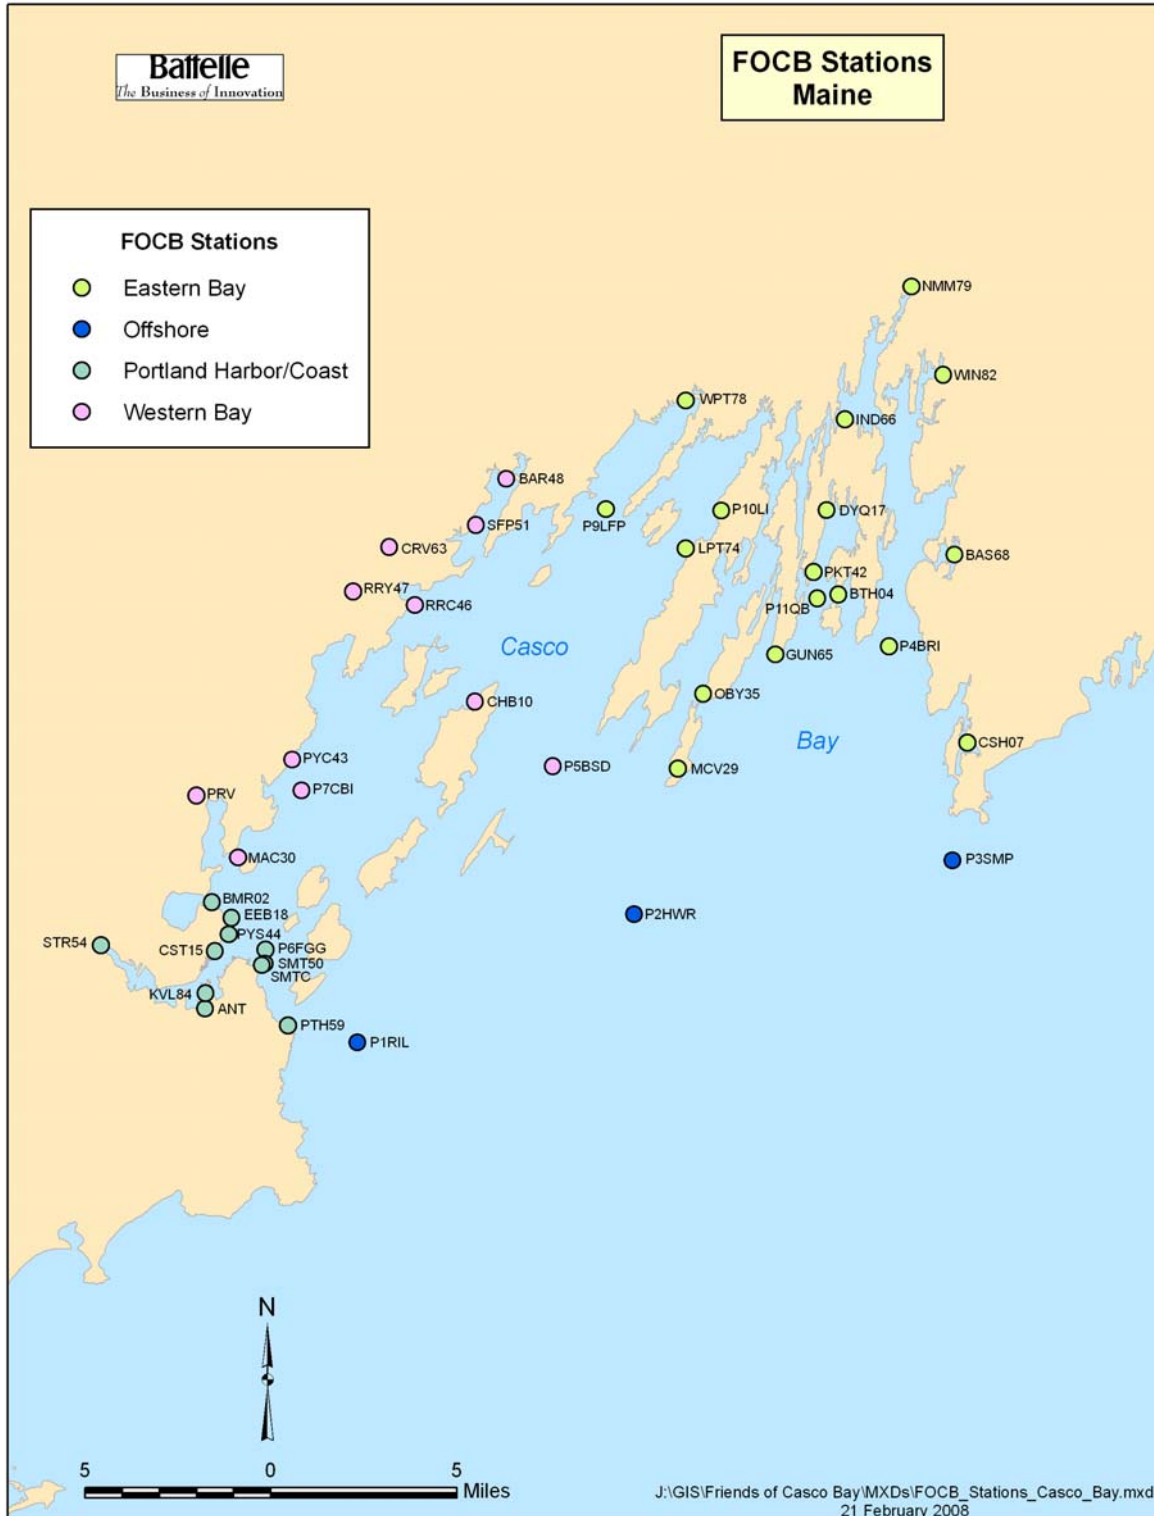 Battelle
The Business of Innovation
FOCB Stations
Maine
FOCB Stations
Eastern Bay
Offshore
Portland Harbor/Coast
Western Bay
NMM79
WIN82
WPT78
IND66
BAR48
P10LI
DYQ17
SFP51
P9LFP
CRV63
LPT74
BAS68
PKT42
RRY47
BTH04
RRC46
P11QB
Casco
P4BRI
GUN65
OBY35
CHB10
Bay
CSH07
PYC43
P5BSD
MCV29
P7CBI
PRV
MAC30
P3SMP
BMR02
P2HWR
EEB18
PYS44
STR54
CST15
P6FGG
SMT50
SMTC
KVL84
ANT
PTH59
P1RIL
N
5 0 5
Miles
J:\GIS\Friends of Casco Bay\MXDs\FOCB_Stations_Casco_Bay.mxd
21 February 2008